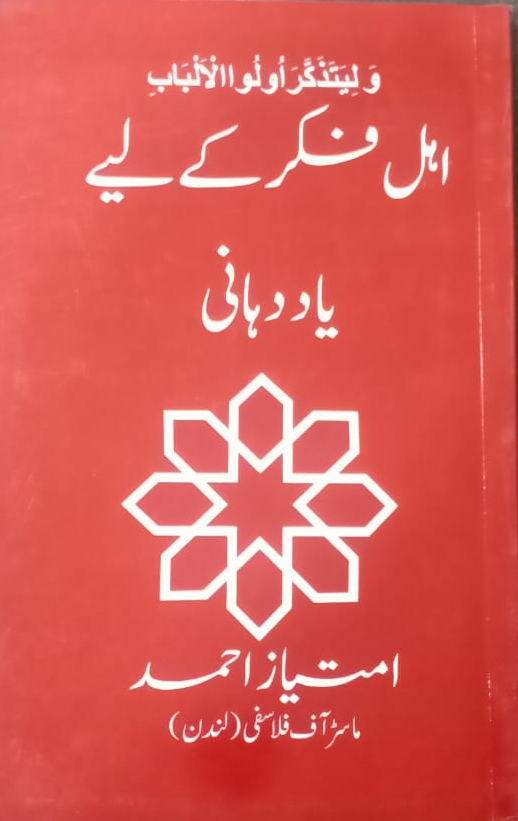 وَلِيَتَذَكَّرَ اُولُوا الْاَلْبَابِ
اہل فکر کے لیے
یاد دہانی
امتیاز احمد
ماسٹر آف فلاسفی (لندن)